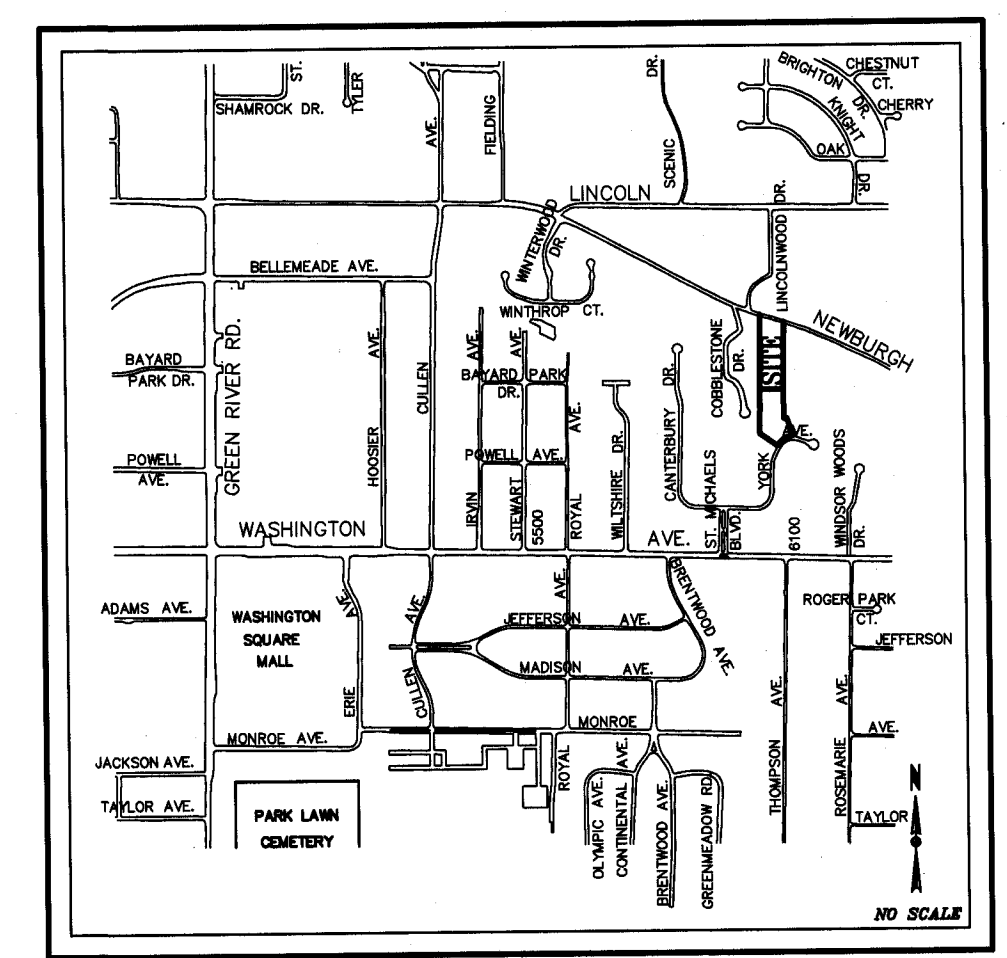 ST.
TYLER
SHAMROCK DR.
AVE.
FIELDING
SCENIC DR.
BRIGHTON DR.
CHESTNUT
CT.
CHERRY
KNIGHT
OAK
DR.
LINCOLN
LINCOLNWOOD DR.
WINTERWOOD
DR.
BELLEMEADE AVE.
WINTHROP CT.
NEWBURGH
GREEN RIVER RD.
BAYARD
PARK DR.
HOOSIER AVE.
CULLEN
AVE.
AVE.
BAYARD PARK
DR.
AVE.
COBBLESTONE
DR.
SITE
AVE.
CANTERBURY DR.
WILTSHIRE DR.
POWELL
AVE.
POWELL AVE.
IRVIN
STEWART
5500
ROYAL
ST. MICHAELS
BLVD.
YORK
6100
WINDSOR WOODS
DR.
WASHINGTON
AVE.
ADAMS AVE.
WASHINGTON
SQUARE
MALL
AVE.
ERIE
AVE.
CULLEN
AVE.
JEFFERSON AVE.
MADISON AVE.
BRENTWOOD AVE.
ROGER PARK
CT.
JEFFERSON
MONROE AVE.
MONROE
AVE.
AVE.
AVE.
JACKSON AVE.
TAYLOR AVE.
ROYAL
OLYMPIC AVE.
CONTINENTAL AVE.
BRENTWOOD AVE.
GREENMEADOW RD.
THOMPSON
ROSEMARIE
TAYLOR
PARK LAWN
CEMETERY
N
NO SCALE